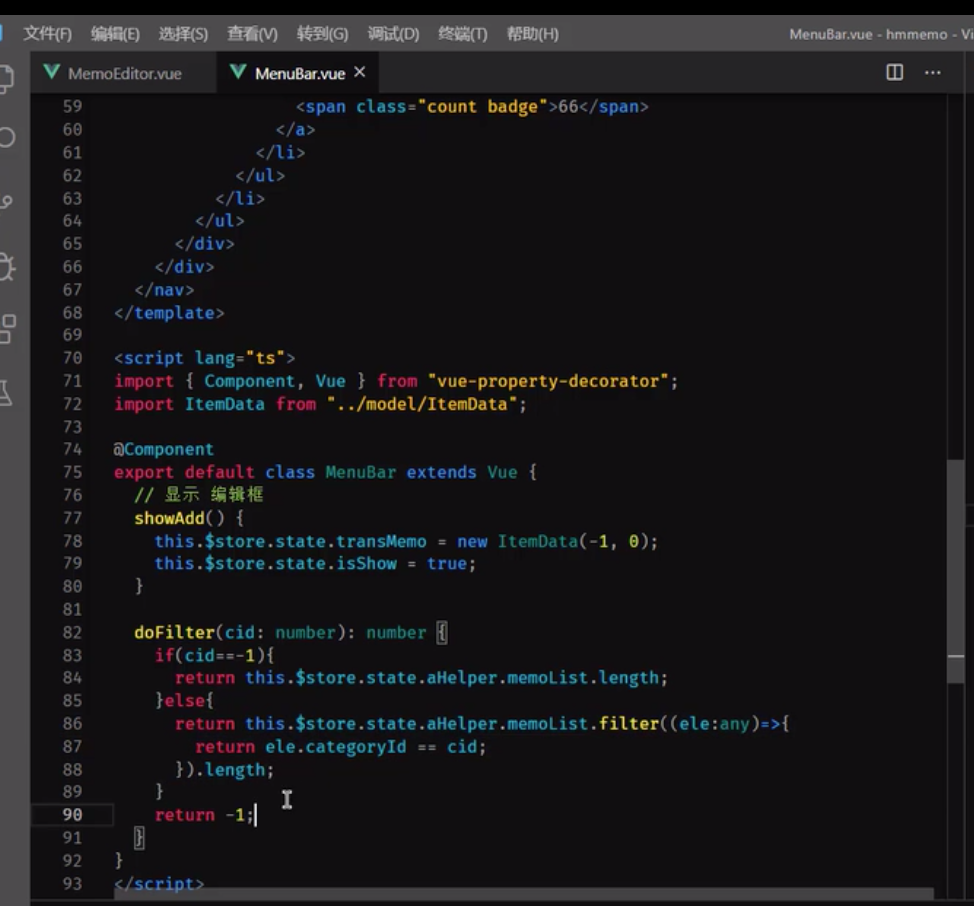 文件(F) 编辑(E) 选择(S) 查看(V) 转到(G) 调试(D) 终端(T) 帮助(H) MenuBar.vue - hmmemo - Vi
MemoEditor.vue MenuBar.vue ×
59 <span class="count badge">66</span>
60 </a>
61 </li>
62 </ul>
63 </li>
64 </ul>
65 </div>
66 </div>
67 </nav>
68 </template>
69
70 <script lang="ts">
71 import { Component, Vue } from "vue-property-decorator";
72 import ItemData from "../model/ItemData";
73
74 @Component
75 export default class MenuBar extends Vue {
76 // 显示 编辑框
77 showAdd() {
78 this.$store.state.transMemo = new ItemData(-1, 0);
79 this.$store.state.isShow = true;
80 }
81
82 doFilter(cid: number): number {
83 if(cid==-1){
84 return this.$store.state.aHelper.memoList.length;
85 }else{
86 return this.$store.state.aHelper.memoList.filter((ele:any)=>{
87 return ele.categoryId == cid;
88 }).length;
89 }
90 return -1;
91 }
92 }
93 </script>